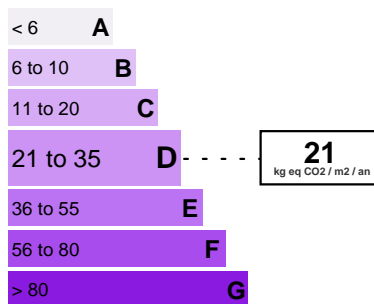 < 6 A
6 to 10 B
11 to 20 C
21 to 35 D
21
kg eq CO2 / m2 / an
36 to 55 E
56 to 80 F
> 80 G